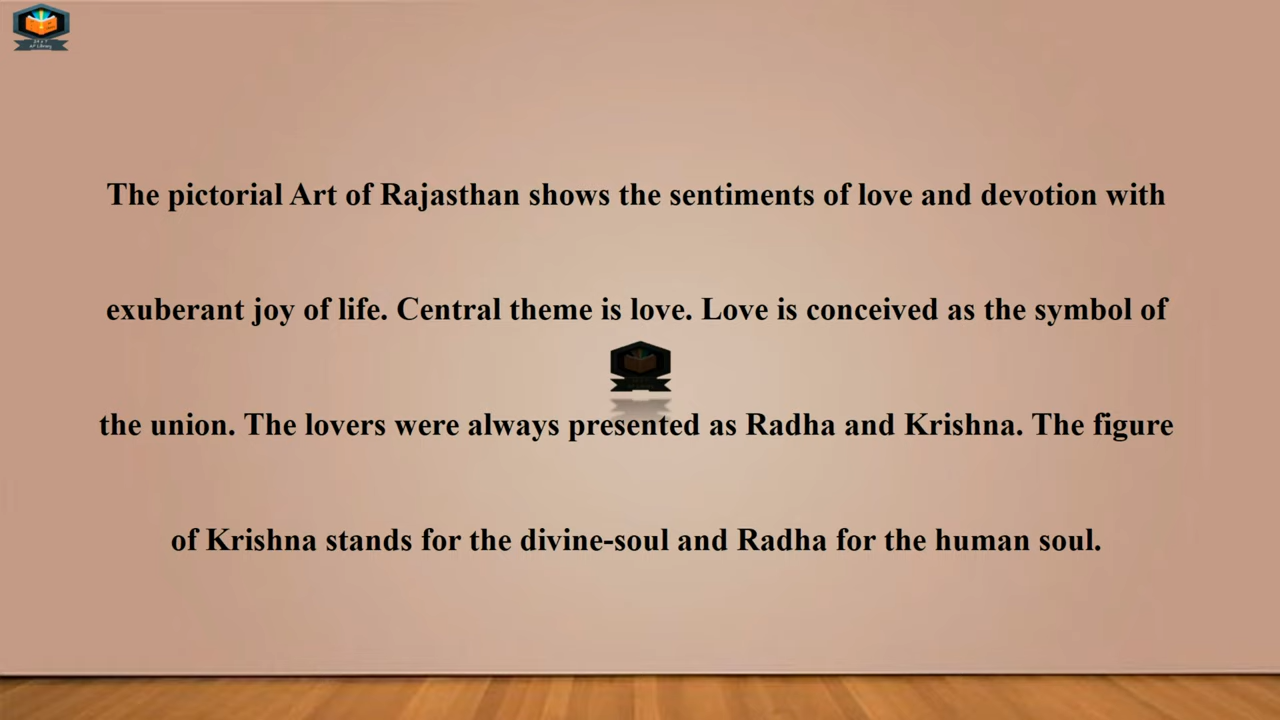 The pictorial Art of Rajasthan shows the sentiments of love and devotion with
exuberant joy of life. Central theme is love. Love is conceived as the symbol of
the union. The lovers were always presented as Radha and Krishna. The figure
of Krishna stands for the divine-soul and Radha for the human soul.